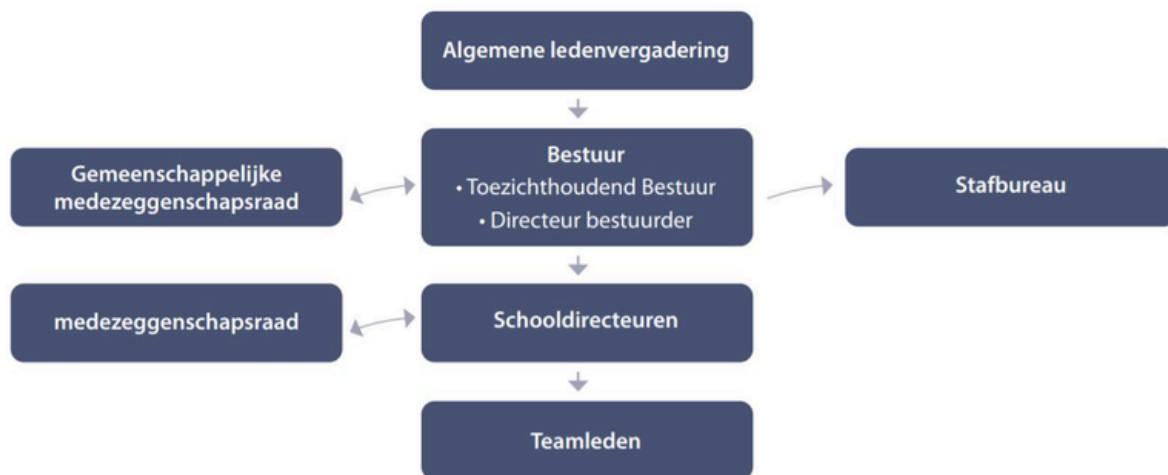 Algemene ledenvergadering
Gemeenschappelijke
medezeggenschapsraad
Bestuur
• Toezichthoudend Bestuur
• Directeur bestuurder
Stafbureau
medezeggenschapsraad
Schooldirecteuren
Teamleden